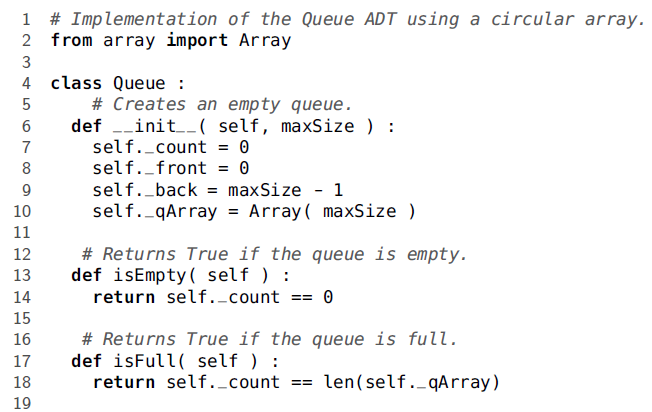 1 # Implementation of the Queue ADT using a circular array.
2 from array import Array
3
4 class Queue :
5     # Creates an empty queue.
6   def __init__( self, maxSize ) :
7     self._count = 0
8     self._front = 0
9     self._back = maxSize - 1
10     self._qArray = Array( maxSize )
11
12    # Returns True if the queue is empty.
13   def isEmpty( self ) :
14     return self._count == 0
15
16    # Returns True if the queue is full.
17   def isFull( self ) :
18     return self._count == len(self._qArray)
19